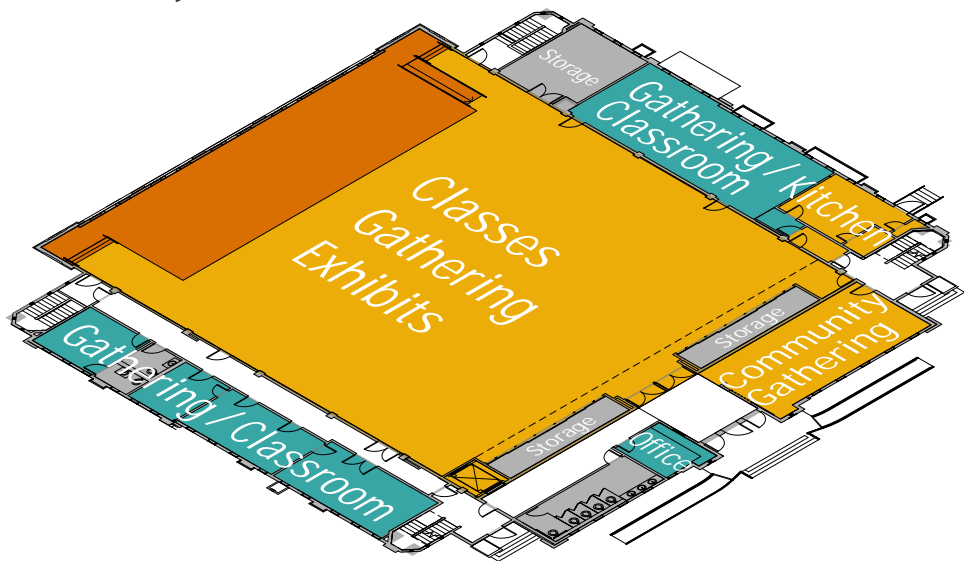 Storage
Gathering / Kitchen
Classroom
Classes
Gathering
Exhibits
Storage
Community
Gathering
Gathering / Classroom
Storage
Office